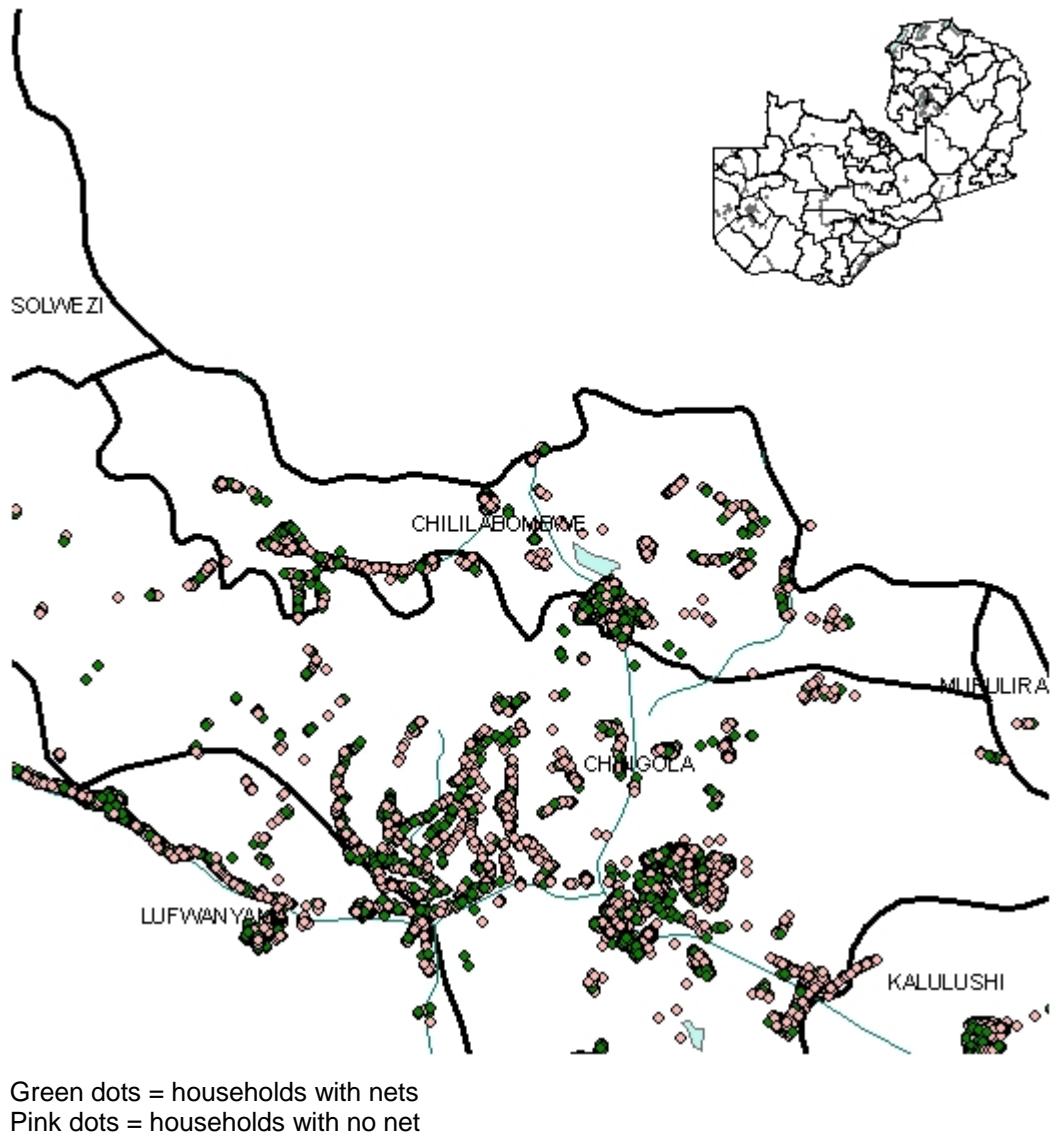 SOLWEZI
CHILILABOMBWE
MUFULIRA
CHINGOLA
LUFWANYAMA
KALULUSHI
Green dots = households with nets
Pink dots = households with no net